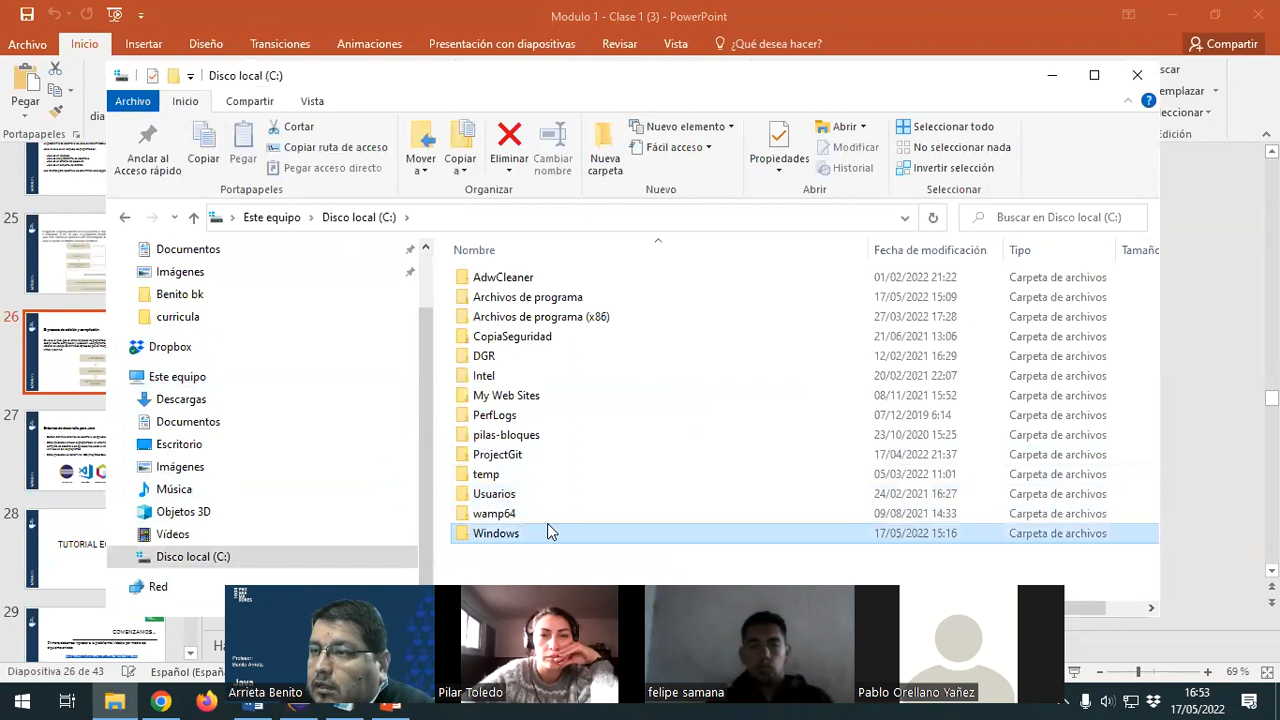 Modulo 1 - Clase 1 (3) - PowerPoint
Archivo Inicio Insertar Diseño Transiciones Animaciones Presentación con diapositivas Revisar Vista ¿Qué desea hacer? Compartir
Pegar
Portapapeles
Disco local (C:)
Archivo Inicio Compartir Vista
Anclar al Acceso rápido
Copiar
Pegar
Cortar
Copiar ruta de acceso
Pegar acceso directo
Portapapeles
Mover a
Copiar a
Eliminar
Cambiar nombre
Organizar
Nueva carpeta
Nuevo elemento
Fácil acceso
Nuevo
Propiedades
Abrir
Modificar
Historial
Abrir
Seleccionar todo
No seleccionar nada
Invertir selección
Seleccionar
Este equipo Disco local (C:)
Buscar en Disco local (C:)
Documentos
Imágenes
Benito bk
curricula
Dropbox
Este equipo
Descargas
Documentos
Escritorio
Imágenes
Música
Objetos 3D
Vídeos
Disco local (C:)
Red
Nombre Fecha de modificación Tipo Tamaño
AdwCleaner 01/02/2022 21:22 Carpeta de archivos
Archivos de programa 17/05/2022 15:09 Carpeta de archivos
Archivos de programa (x86) 27/03/2022 17:28 Carpeta de archivos
CopiaSeguridad 21/06/2021 13:06 Carpeta de archivos
DGR 12/02/2021 16:29 Carpeta de archivos
Intel 20/02/2021 22:07 Carpeta de archivos
My Web Sites 08/11/2021 15:52 Carpeta de archivos
PerfLogs 07/12/2019 6:14 Carpeta de archivos
pilas-bloques 23/10/2020 15:25 Carpeta de archivos
ProjectGit 17/04/2022 21:37 Carpeta de archivos
temp 05/03/2022 11:01 Carpeta de archivos
Usuarios 24/02/2021 16:27 Carpeta de archivos
wamp64 09/08/2021 14:33 Carpeta de archivos
Windows 17/05/2022 15:16 Carpeta de archivos
25
26
27
28
29
COMENZAMOS...
Profesor:
Benito Arrieta
Java
Arrieta Benito
Pilar Toledo
felipe samana
Pablo Orellano Yañez
Diapositiva 26 de 43
69 %
16:53
17/05/2022